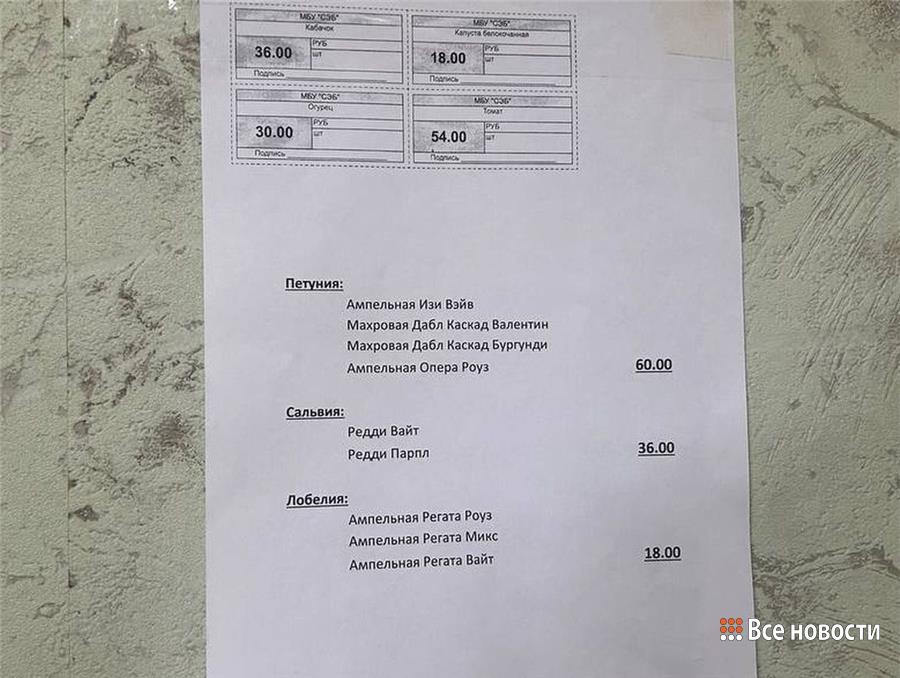 МБУ "СЭБ"
Кабачок
36.00
РУБ
шт
Подпись
МБУ "СЭБ"
Капуста белокочанная
18.00
РУБ
шт
Подпись
МБУ "СЭБ"
Огурец
30.00
РУБ
шт
Подпись
МБУ "СЭБ"
Томат
54.00
РУБ
шт
Подпись
Петуния:
Ампельная Изи Вэйв
Махровая Дабл Каскад Валентин
Махровая Дабл Каскад Бургунди
Ампельная Опера Роуз 60.00
Сальвия:
Редди Вайт
Редди Парпл 36.00
Лобелия:
Ампельная Регата Роуз
Ампельная Регата Микс
Ампельная Регата Вайт 18.00
Все новости